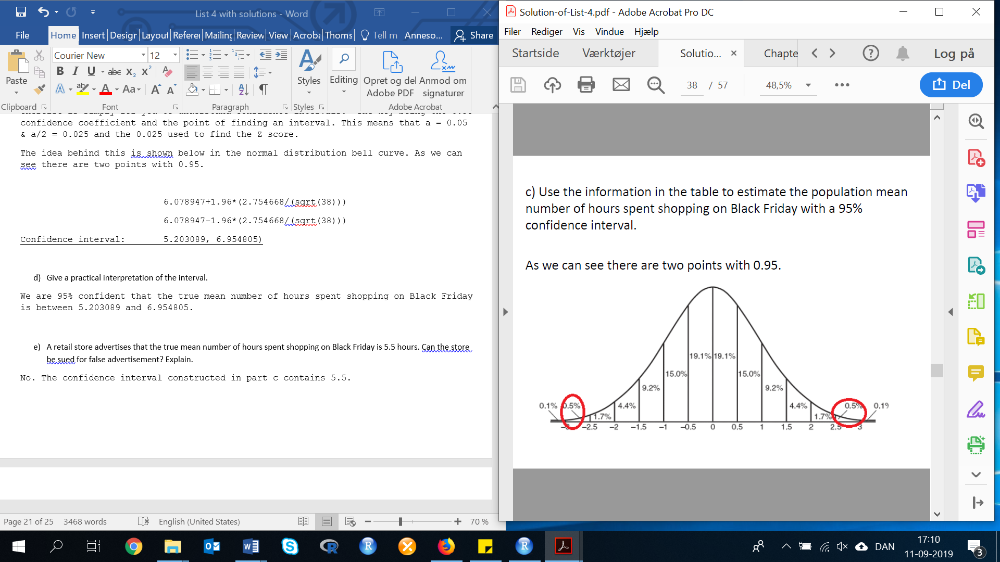 List 4 with solutions - Word
File Home Insert Design Layout Referen Mailing Review View Acroba Thoms Tell m Anneso... Share
Courier New 12
Paste Styles Editing Opret og del Adobe PDF Anmod om signaturer
Clipboard Font Paragraph Styles Adobe Acrobat
confidence coefficient and the point of finding an interval. This means that a = 0.05
& a/2 = 0.025 and the 0.025 used to find the Z score.
The idea behind this is shown below in the normal distribution bell curve. As we can
see there are two points with 0.95.
6.078947+1.96*(2.754668/(sqrt(38)))
6.078947-1.96*(2.754668/(sqrt(38)))
Confidence interval: 5.203089, 6.954805)
d) Give a practical interpretation of the interval.
We are 95% confident that the true mean number of hours spent shopping on Black Friday
is between 5.203089 and 6.954805.
e) A retail store advertises that the true mean number of hours spent shopping on Black Friday is 5.5 hours. Can the store
be sued for false advertisement? Explain.
No. The confidence interval constructed in part c contains 5.5.
Page 21 of 25 3468 words English (United States) 70 %
Solution-of-List-4.pdf - Adobe Acrobat Pro DC
Filer Rediger Vis Vindue Hjælp
Startside Værktøjer Solutio... × Chapte Log på
38 / 57 48,5% Del
c) Use the information in the table to estimate the population mean
number of hours spent shopping on Black Friday with a 95%
confidence interval.
As we can see there are two points with 0.95.
19.1% 19.1%
15.0% 15.0%
9.2% 9.2%
0.1% 0.5% 4.4% 4.4% 0.5% 0.1%
1.7% 1.7%
-3 -2.5 -2 -1.5 -1 -0.5 0 0.5 1 1.5 2 2.5 3
DAN 17:10
11-09-2019 3